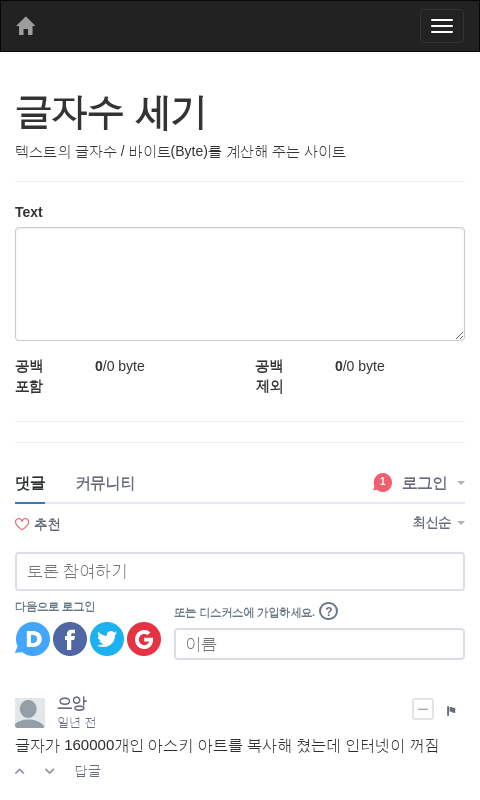 글자수 세기
텍스트의 글자수 / 바이트(Byte)를 계산해 주는 사이트
Text
공백 포함 0/0 byte 공백 제외 0/0 byte
댓글 커뮤니티 1 로그인
추천 최신순
토론 참여하기
다음으로 로그인
또는 디스커스에 가입하세요. ?
D f G
이름
으앙
일년 전
글자가 160000개인 아스키 아트를 복사해 쳤는데 인터넷이 꺼짐
답글